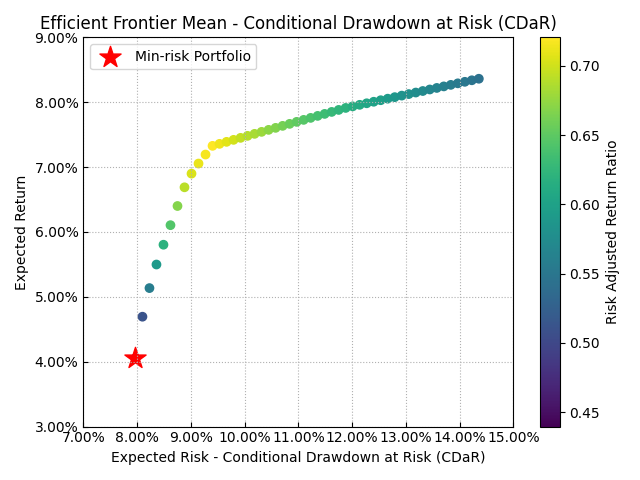 Efficient Frontier Mean - Conditional Drawdown at Risk (CDaR)
Min-risk Portfolio
9.00%
8.00%
7.00%
6.00%
5.00%
4.00%
3.00%
Expected Return
7.00% 8.00% 9.00% 10.00% 11.00% 12.00% 13.00% 14.00% 15.00%
Expected Risk - Conditional Drawdown at Risk (CDaR)
0.70
0.65
0.60
0.55
0.50
0.45
Risk Adjusted Return Ratio